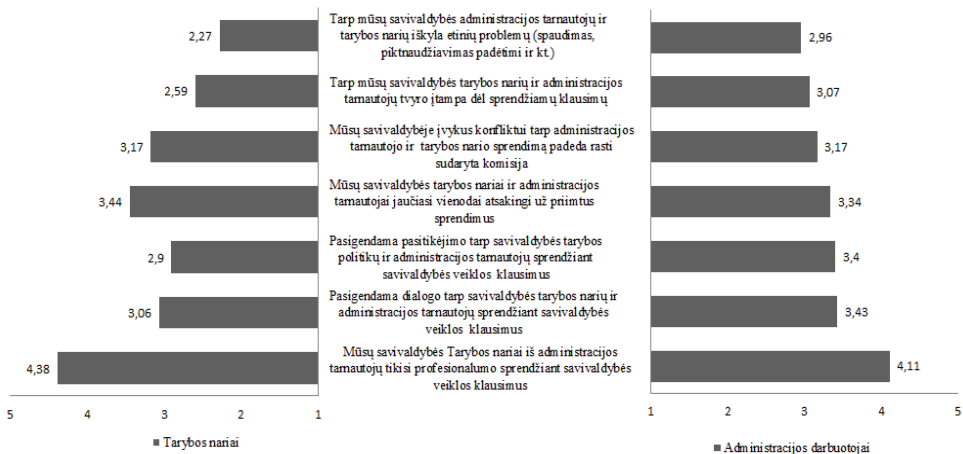 Tarp mūsų savivaldybės administracijos tarnautojų ir
tarybos narių iškyla etinių problemų (spaudimas,
piktnaudžiavimas padėtimi ir kt.)
2,27
2,96
Tarp mūsų savivaldybės tarybos narių ir administracijos
tarnautojų tvyro įtampa dėl sprendžiamų klausimų
2,59
3,07
Mūsų savivaldybėje įvykus konfliktui tarp administracijos
tarnautojo ir tarybos nario sprendimą padeda rasti
sudaryta komisija
3,17
3,17
Mūsų savivaldybės tarybos nariai ir administracijos
tarnautojai jaučiasi vienodai atsakingi už priimtus
sprendimus
3,44
3,34
Pasigendama pasitikėjimo tarp savivaldybės tarybos
politikų ir administracijos tarnautojų sprendžiant
savivaldybės veiklos klausimus
2,9
3,4
Pasigendama dialogo tarp savivaldybės tarybos narių ir
administracijos tarnautojų sprendžiant savivaldybės
veiklos klausimus
3,06
3,43
Mūsų savivaldybės Tarybos nariai iš administracijos
tarnautojų tikisi profesionalumo sprendžiant savivaldybės
veiklos klausimus
4,38
4,11
5 4 3 2 1
1 2 3 4 5
Tarybos nariai
Administracijos darbuotojai